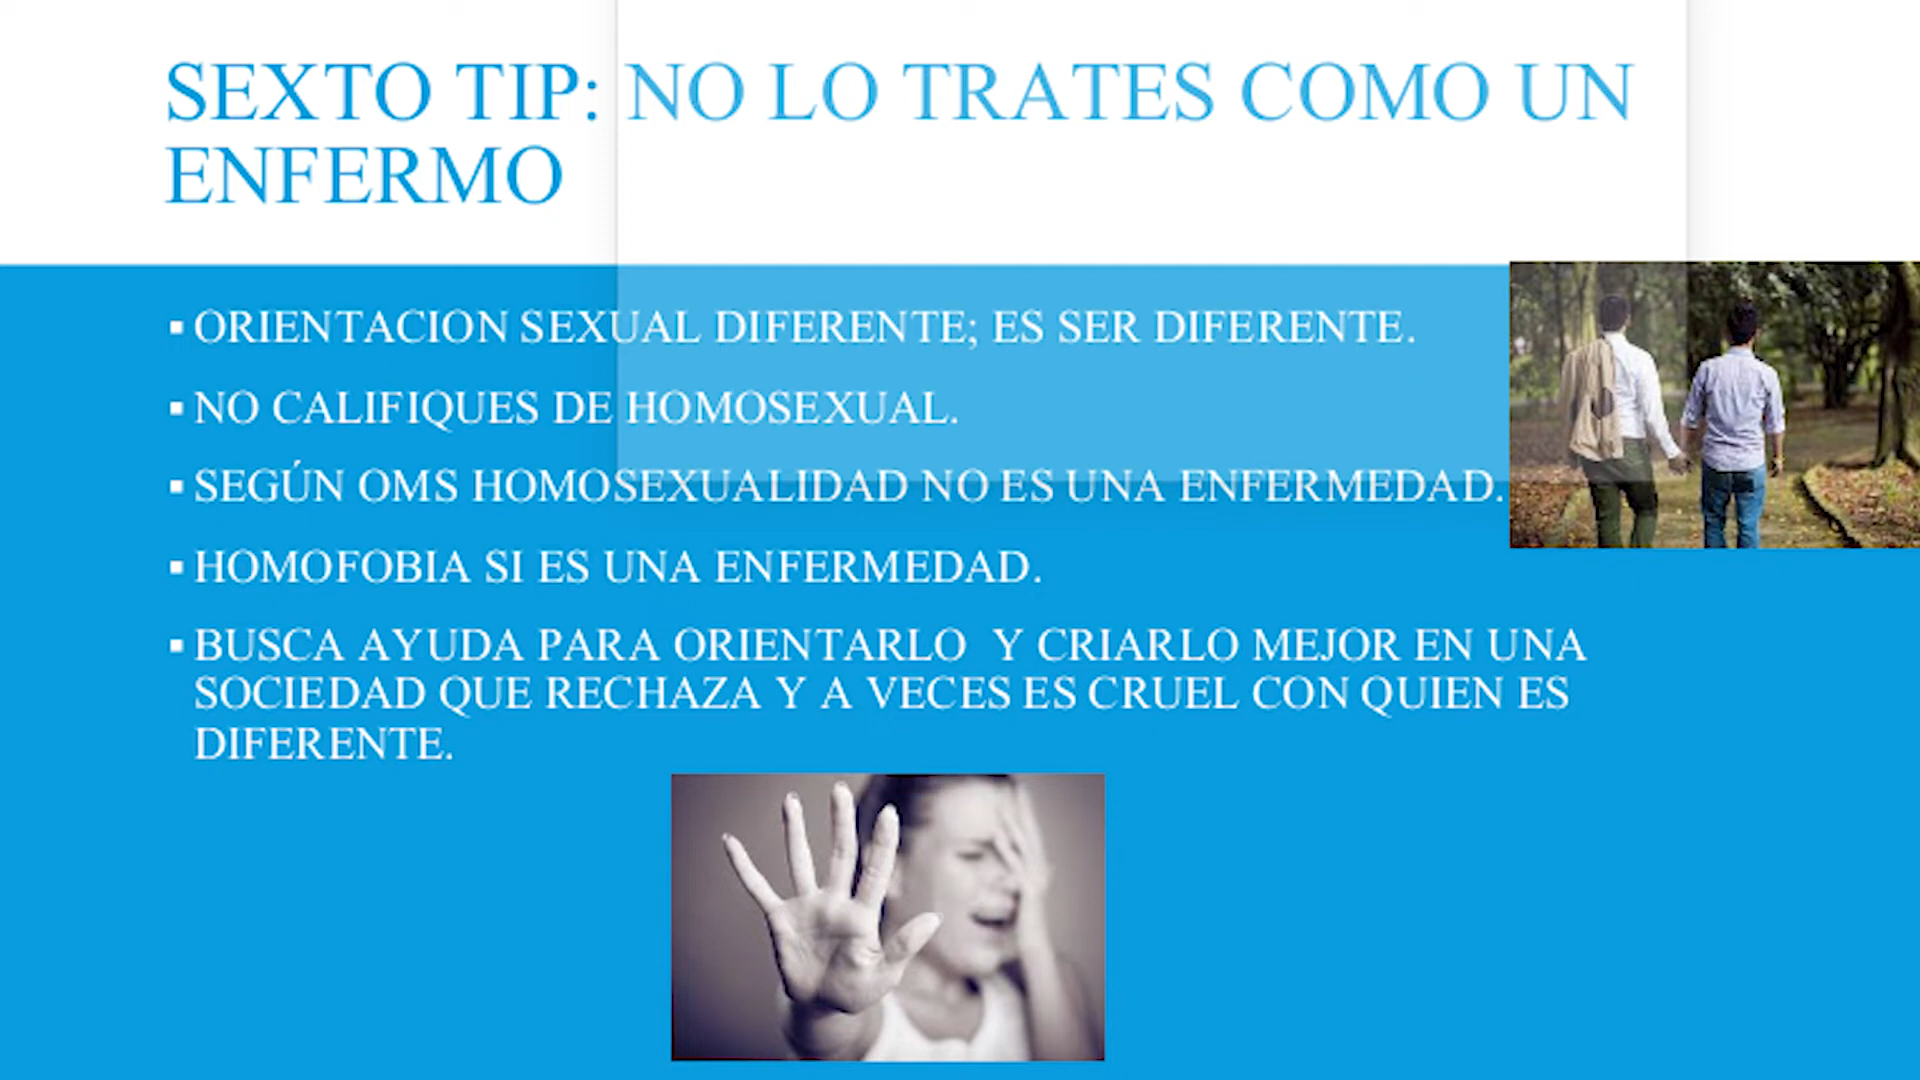 SEXTO TIP: NO LO TRATES COMO UN
ENFERMO
▪ ORIENTACION SEXUAL DIFERENTE; ES SER DIFERENTE.
▪ NO CALIFIQUES DE HOMOSEXUAL.
▪ SEGÚN OMS HOMOSEXUALIDAD NO ES UNA ENFERMEDAD.
▪ HOMOFOBIA SI ES UNA ENFERMEDAD.
▪ BUSCA AYUDA PARA ORIENTARLO  Y CRIARLO MEJOR EN UNA
SOCIEDAD QUE RECHAZA Y A VECES ES CRUEL CON QUIEN ES
DIFERENTE.